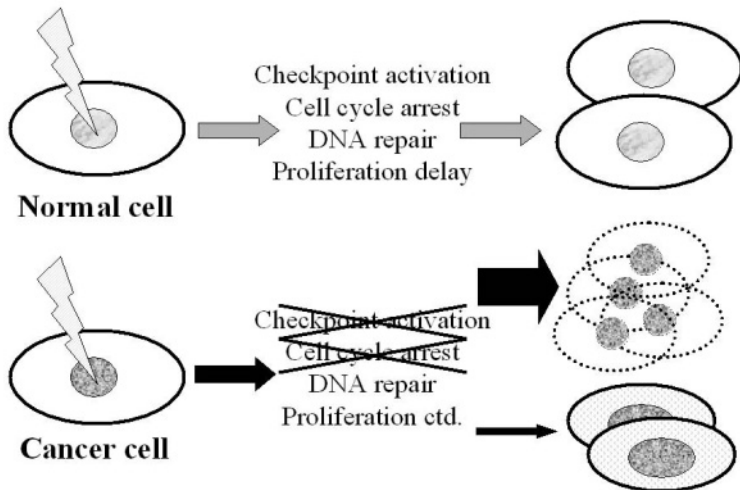 Checkpoint activation
Cell cycle arrest
DNA repair
Proliferation delay
Normal cell
Checkpoint activation
Cell cycle arrest
DNA repair
Proliferation ctd.
Cancer cell